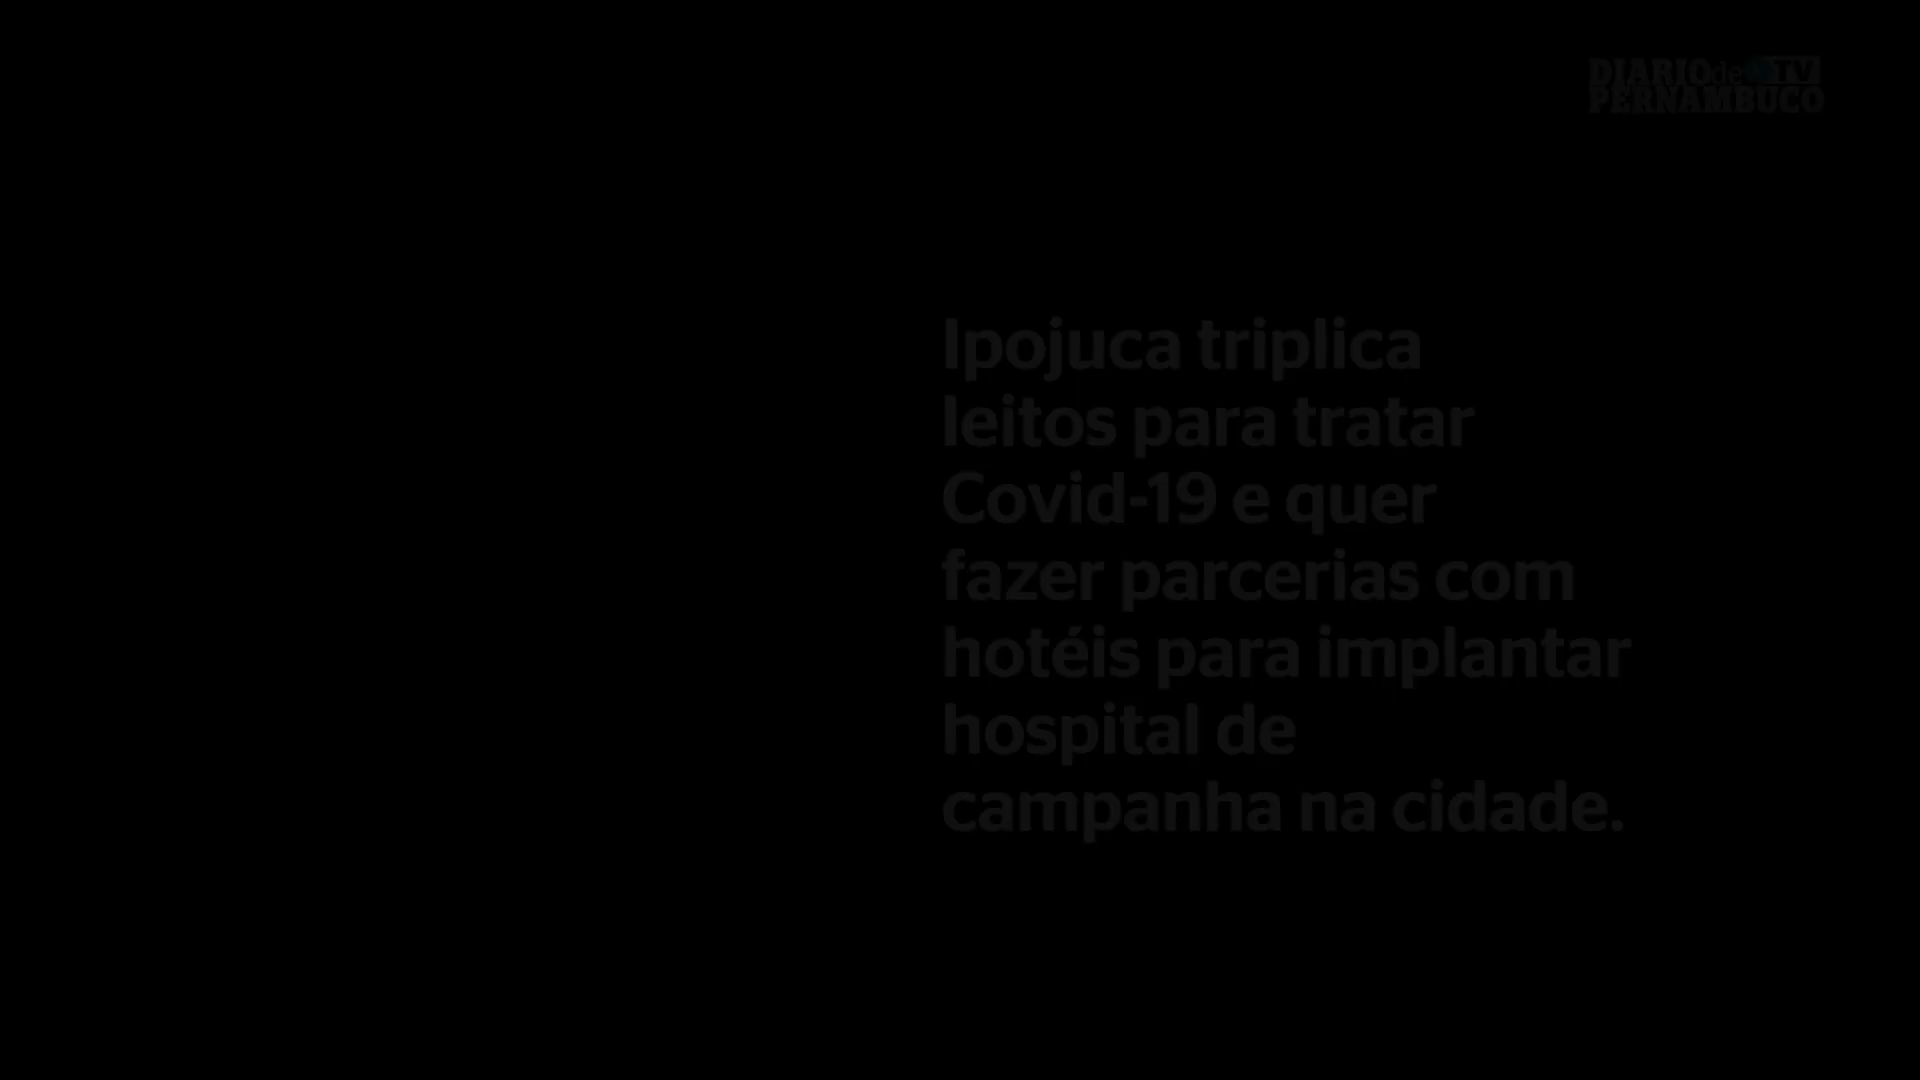 DIARIO de TV
PERNAMBUCO
Ipojuca triplica
leitos para tratar
Covid-19 e quer
fazer parcerias com
hotéis para implantar
hospital de
campanha na cidade.